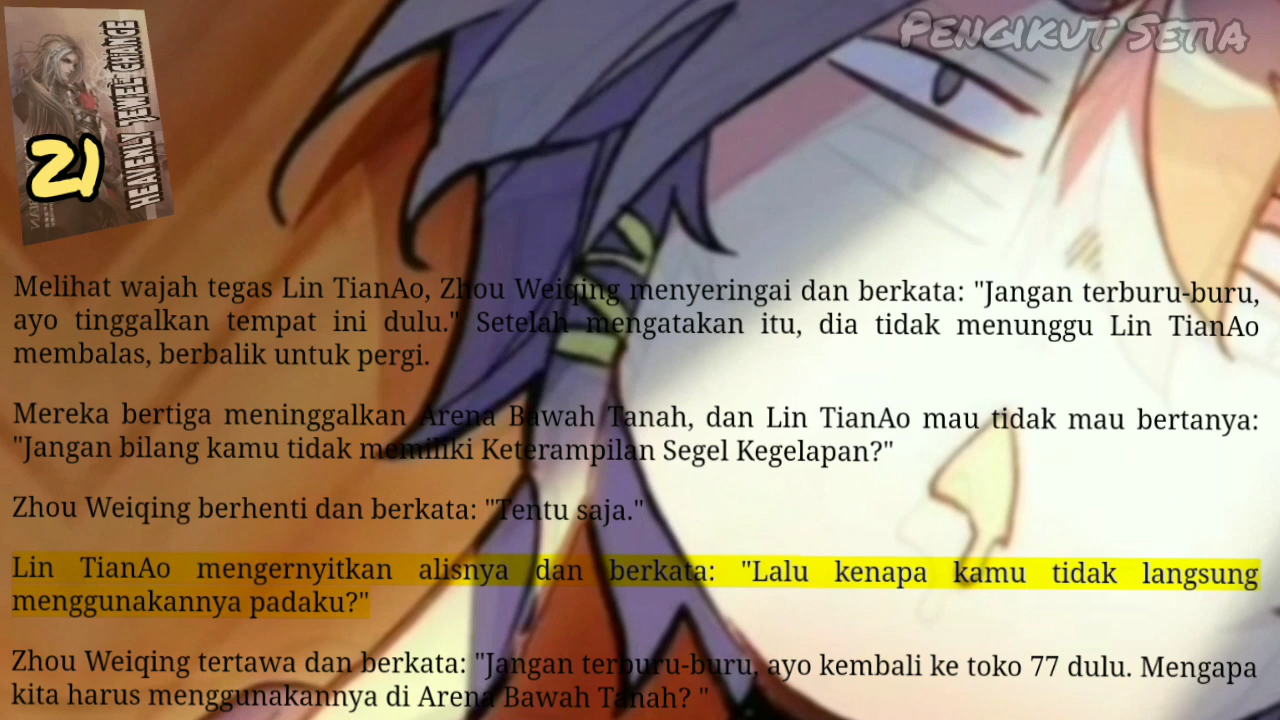 Pengikut Setia
HEAVENLY JEWEL CHANGE
21
Melihat wajah tegas Lin TianAo, Zhou Weiqing menyeringai dan berkata: "Jangan terburu-buru,
ayo tinggalkan tempat ini dulu." Setelah mengatakan itu, dia tidak menunggu Lin TianAo
membalas, berbalik untuk pergi.
Mereka bertiga meninggalkan Arena Bawah Tanah, dan Lin TianAo mau tidak mau bertanya:
"Jangan bilang kamu tidak memiliki Keterampilan Segel Kegelapan?"
Zhou Weiqing berhenti dan berkata: "Tentu saja."
Lin TianAo mengernyitkan alisnya dan berkata: "Lalu kenapa kamu tidak langsung
menggunakannya padaku?"
Zhou Weiqing tertawa dan berkata: "Jangan terburu-buru, ayo kembali ke toko 77 dulu. Mengapa
kita harus menggunakannya di Arena Bawah Tanah? "